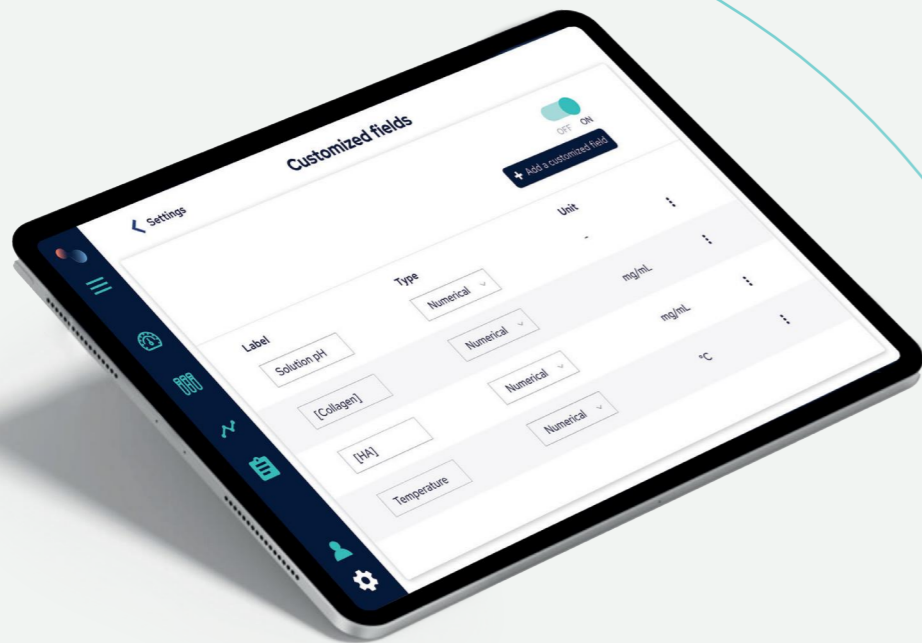 Settings
Customized fields
OFF ON
+ Add a customized field
Label Type Unit
Solution pH Numerical -
[Collagen] Numerical mg/mL
[HA] Numerical mg/mL
Temperature Numerical °C